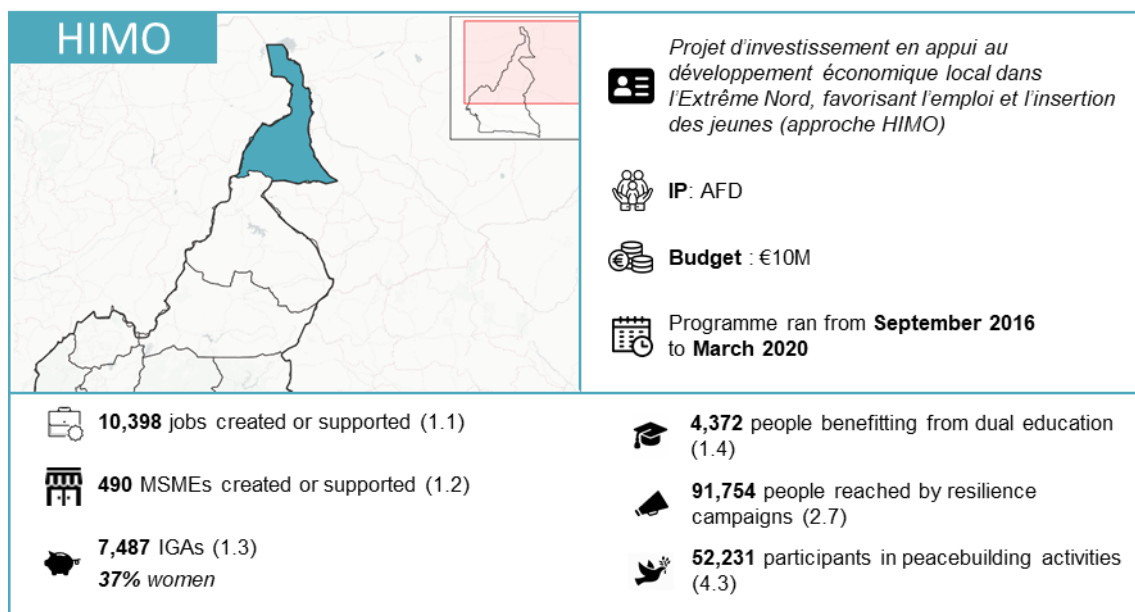 HIMO
Projet d’investissement en appui au
développement économique local dans
l’Extrême Nord, favorisant l’emploi et l’insertion
des jeunes (approche HIMO)
IP: AFD
Budget : €10M
Programme ran from September 2016
to March 2020
10,398 jobs created or supported (1.1)
490 MSMEs created or supported (1.2)
7,487 IGAs (1.3)
37% women
4,372 people benefitting from dual education
(1.4)
91,754 people reached by resilience
campaigns (2.7)
52,231 participants in peacebuilding activities
(4.3)